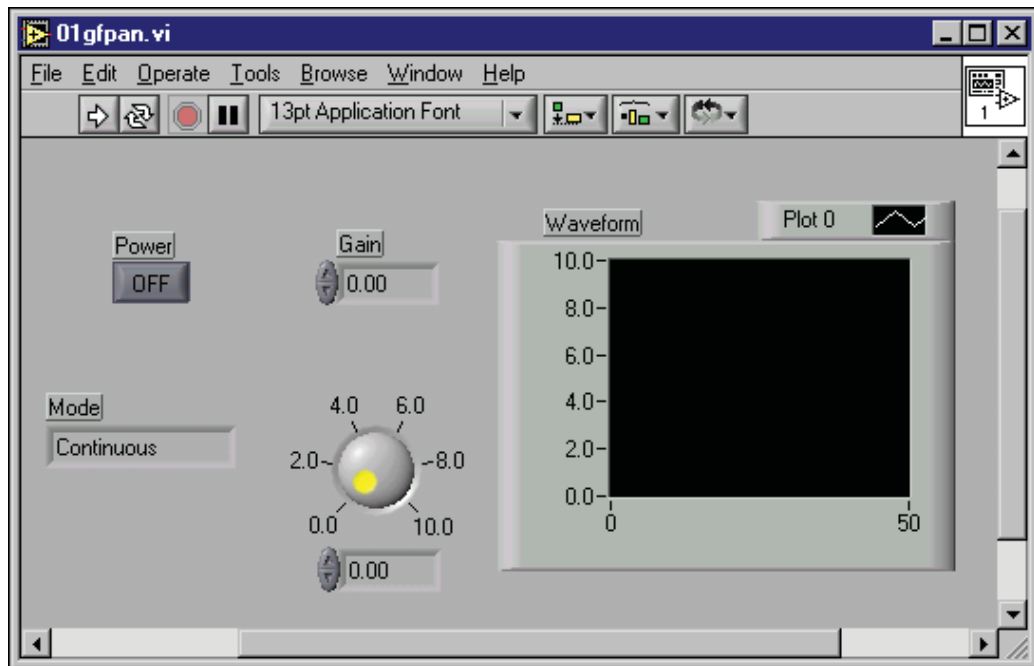 01gfpan.vi
File Edit Operate Tools Browse Window Help
13pt Application Font
1
Power
OFF
Gain
0.00
Waveform
Plot 0
10.0
8.0
6.0
4.0
2.0
0.0
0 50
Mode
Continuous
4.0 6.0
2.0 8.0
0.0 10.0
0.00